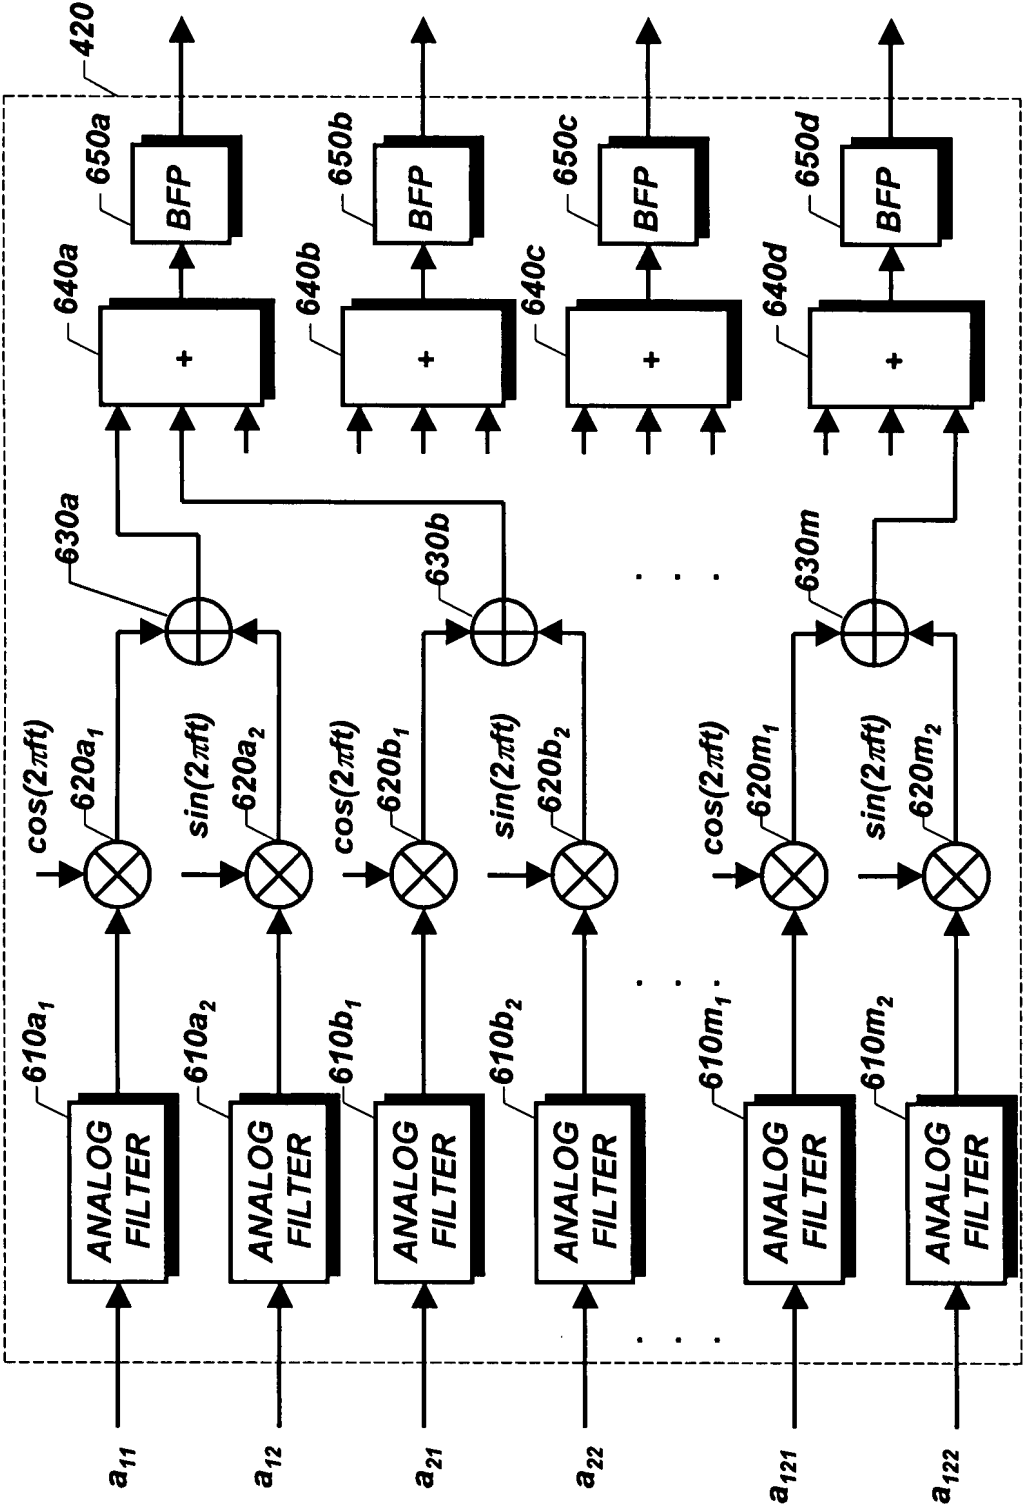 420
a11
ANALOG
FILTER
610a1
cos(2πft)
620a1
630a
640a
+
650a
BFP
a12
ANALOG
FILTER
610a2
sin(2πft)
620a2
a21
ANALOG
FILTER
610b1
cos(2πft)
620b1
630b
640b
+
650b
BFP
a22
ANALOG
FILTER
610b2
sin(2πft)
620b2
640c
+
650c
BFP
. . .
. . .
. . .
a121
ANALOG
FILTER
610m1
cos(2πft)
620m1
630m
640d
+
650d
BFP
a122
ANALOG
FILTER
610m2
sin(2πft)
620m2